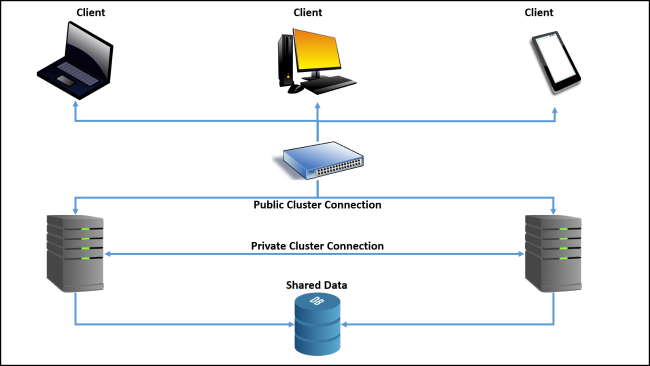 Client
Client
Client
Public Cluster Connection
Private Cluster Connection
Shared Data
DB